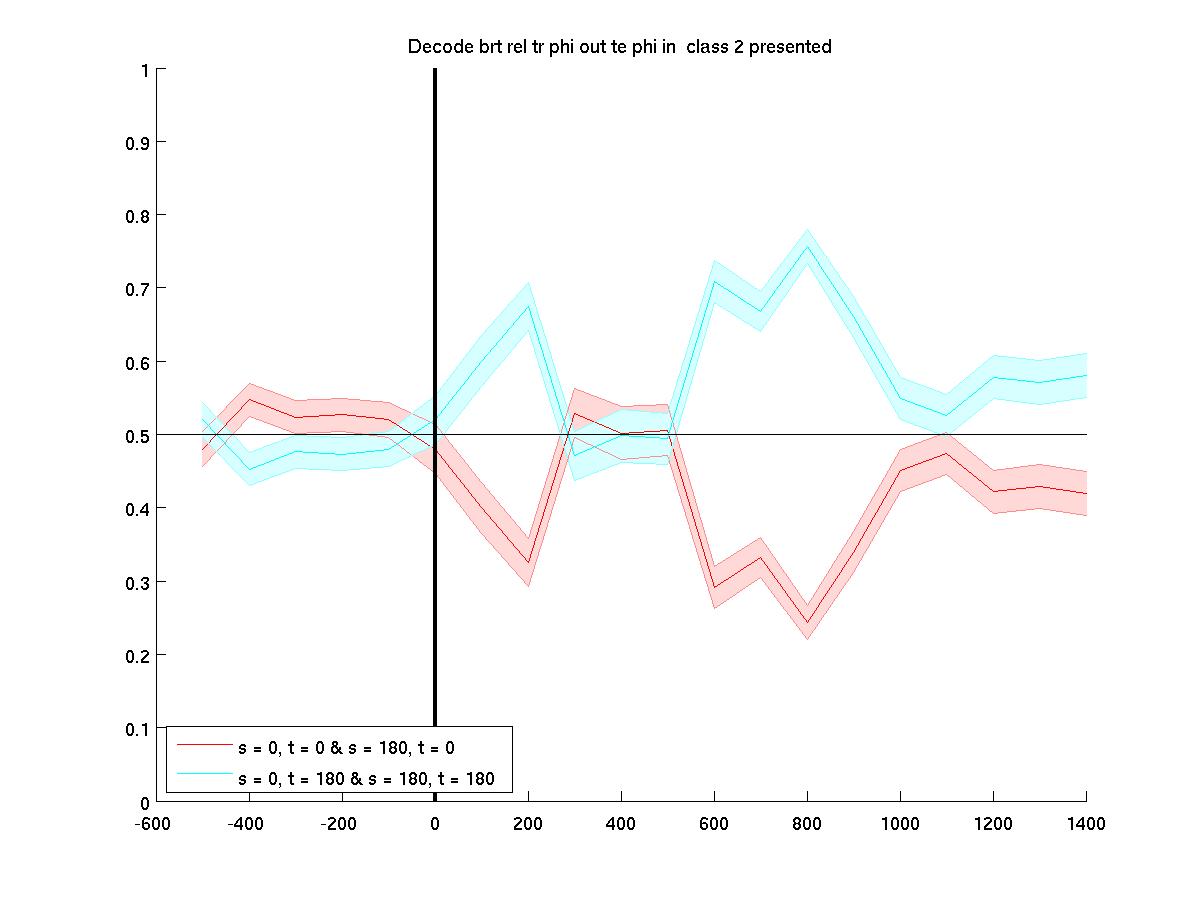 Decode brt rel tr phi out te phi in  class 2 presented
1
0.9
0.8
0.7
0.6
0.5
0.4
0.3
0.2
0.1
0
s = 0, t = 0 & s = 180, t = 0
s = 0, t = 180 & s = 180, t = 180
-600 -400 -200 0 200 400 600 800 1000 1200 1400